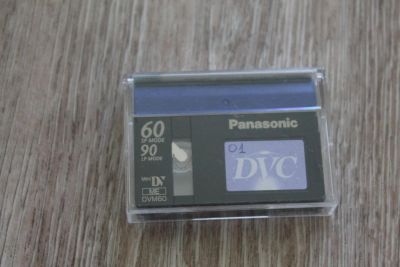 60
SP MODE
90
LP MODE
Mini DV
ME
DVM60
Panasonic
01
DVC